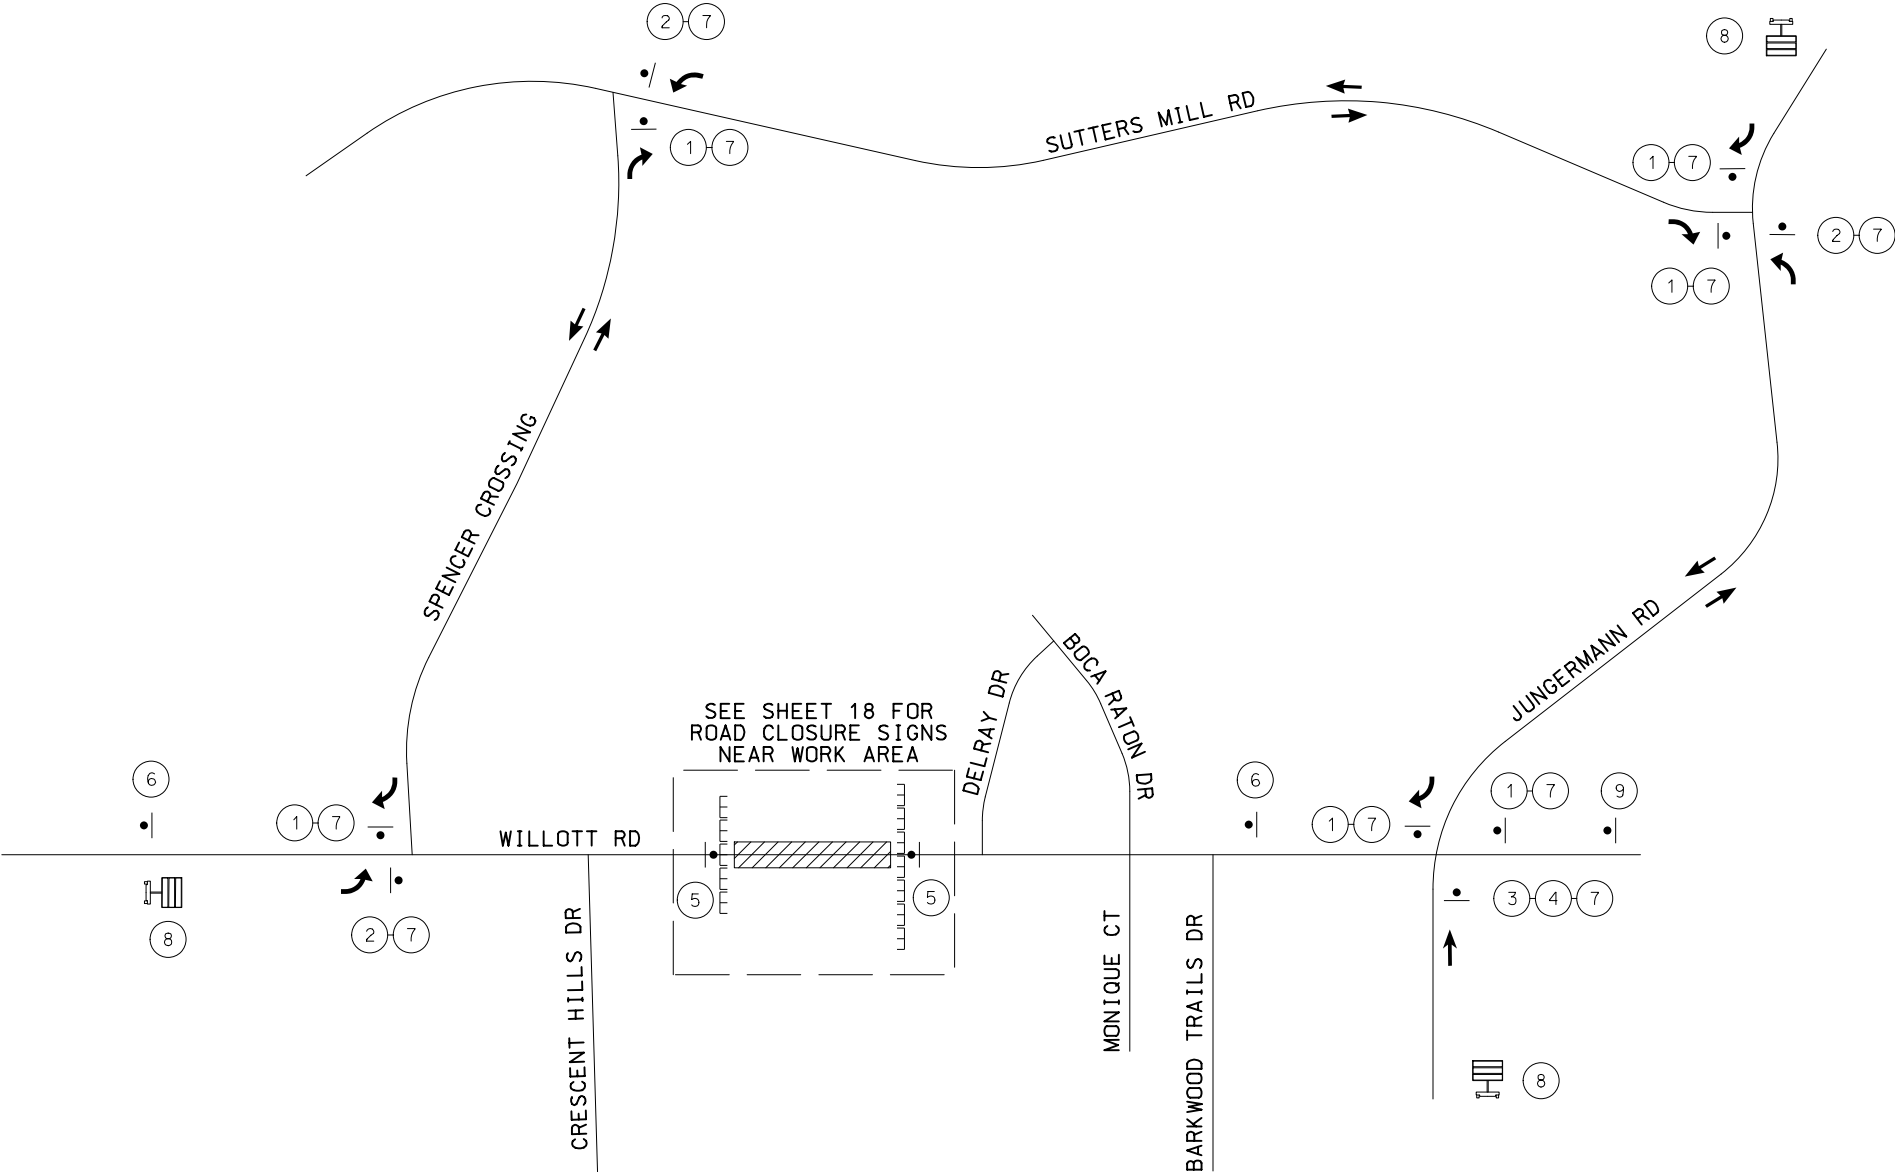 2 7
8
SUTTERS MILL RD
1 7
1 7
2 7
1 7
SPENCER CROSSING
JUNGERMANN RD
BOCA RATON DR
DELRAY DR
SEE SHEET 18 FOR
ROAD CLOSURE SIGNS
NEAR WORK AREA
6
6
1 7
9
1 7
1 7
WILLOTT RD
5
5
3 4 7
2 7
8
CRESCENT HILLS DR
MONIQUE CT
BARKWOOD TRAILS DR
8